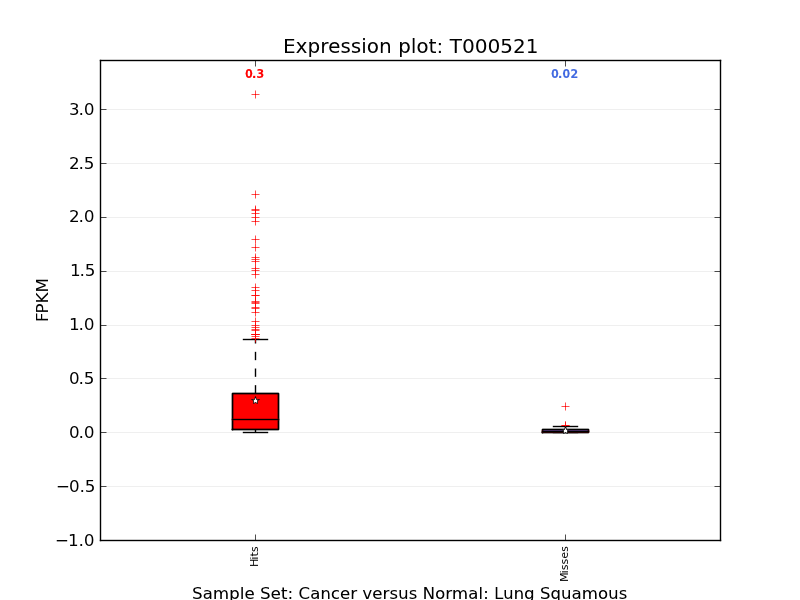 Expression plot: T000521
0.3 0.02
3.0
2.5
2.0
1.5
1.0
0.5
0.0
−0.5
−1.0
FPKM
Hits Misses
Sample Set: Cancer versus Normal: Lung Squamous